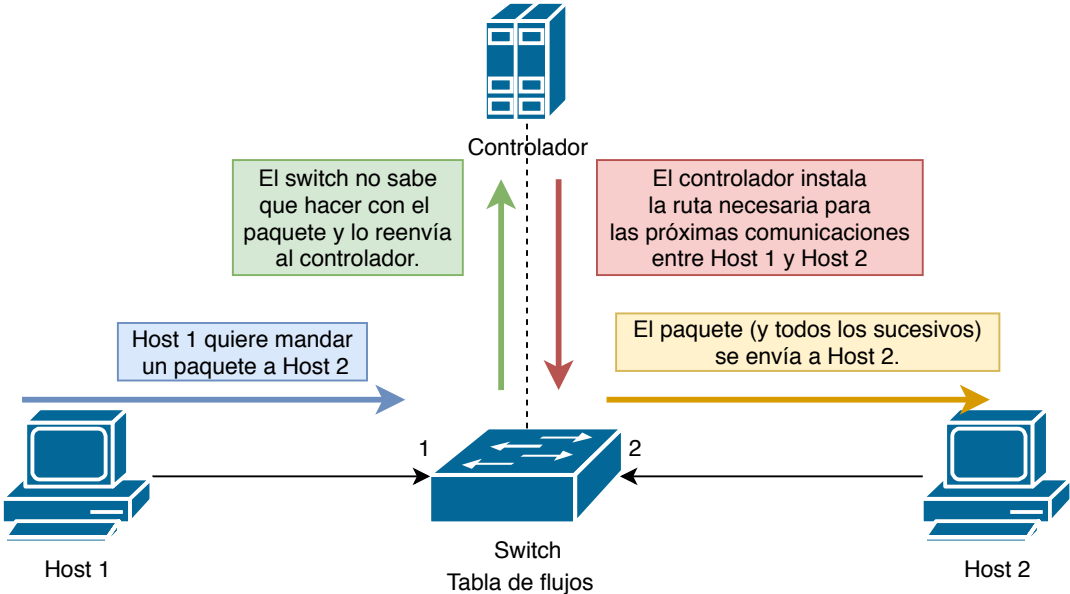 Controlador
El switch no sabe
que hacer con el
paquete y lo reenvía
al controlador.
El controlador instala
la ruta necesaria para
las próximas comunicaciones
entre Host 1 y Host 2
Host 1 quiere mandar
un paquete a Host 2
El paquete (y todos los sucesivos)
se envía a Host 2.
1
2
Host 1
Switch
Tabla de flujos
Host 2